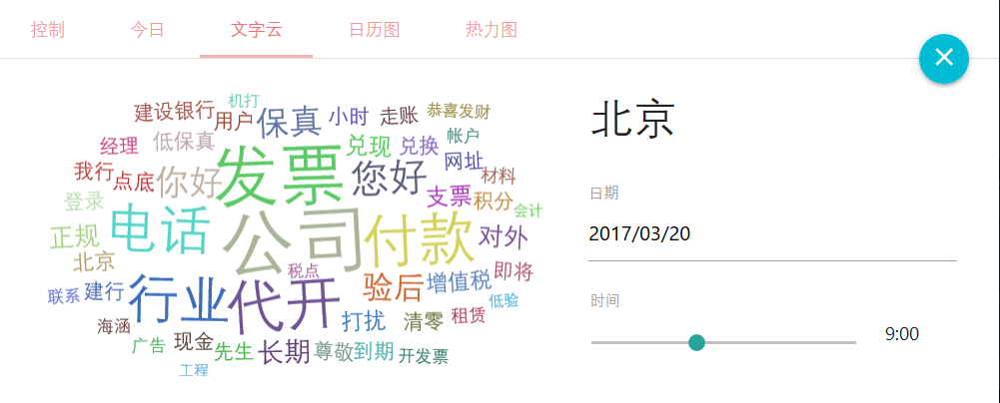 控制 今日 文字云 日历图 热力图
机打
建设银行 用户 保真 小时 走账 恭喜发财
经理 低保真 兑现 兑换 帐户
我行 点底 你好 发票 您好 网址 材料
登录 支票 积分 会计
正规 电话 公司 付款 对外
北京 税点 验后 增值税 即将
联系 建行 行业 代开 低验
海涵 打扰 清零 租赁
广告 现金 先生 长期 尊敬 到期 开发票
工程
北京
日期
2017/03/20
时间
9:00